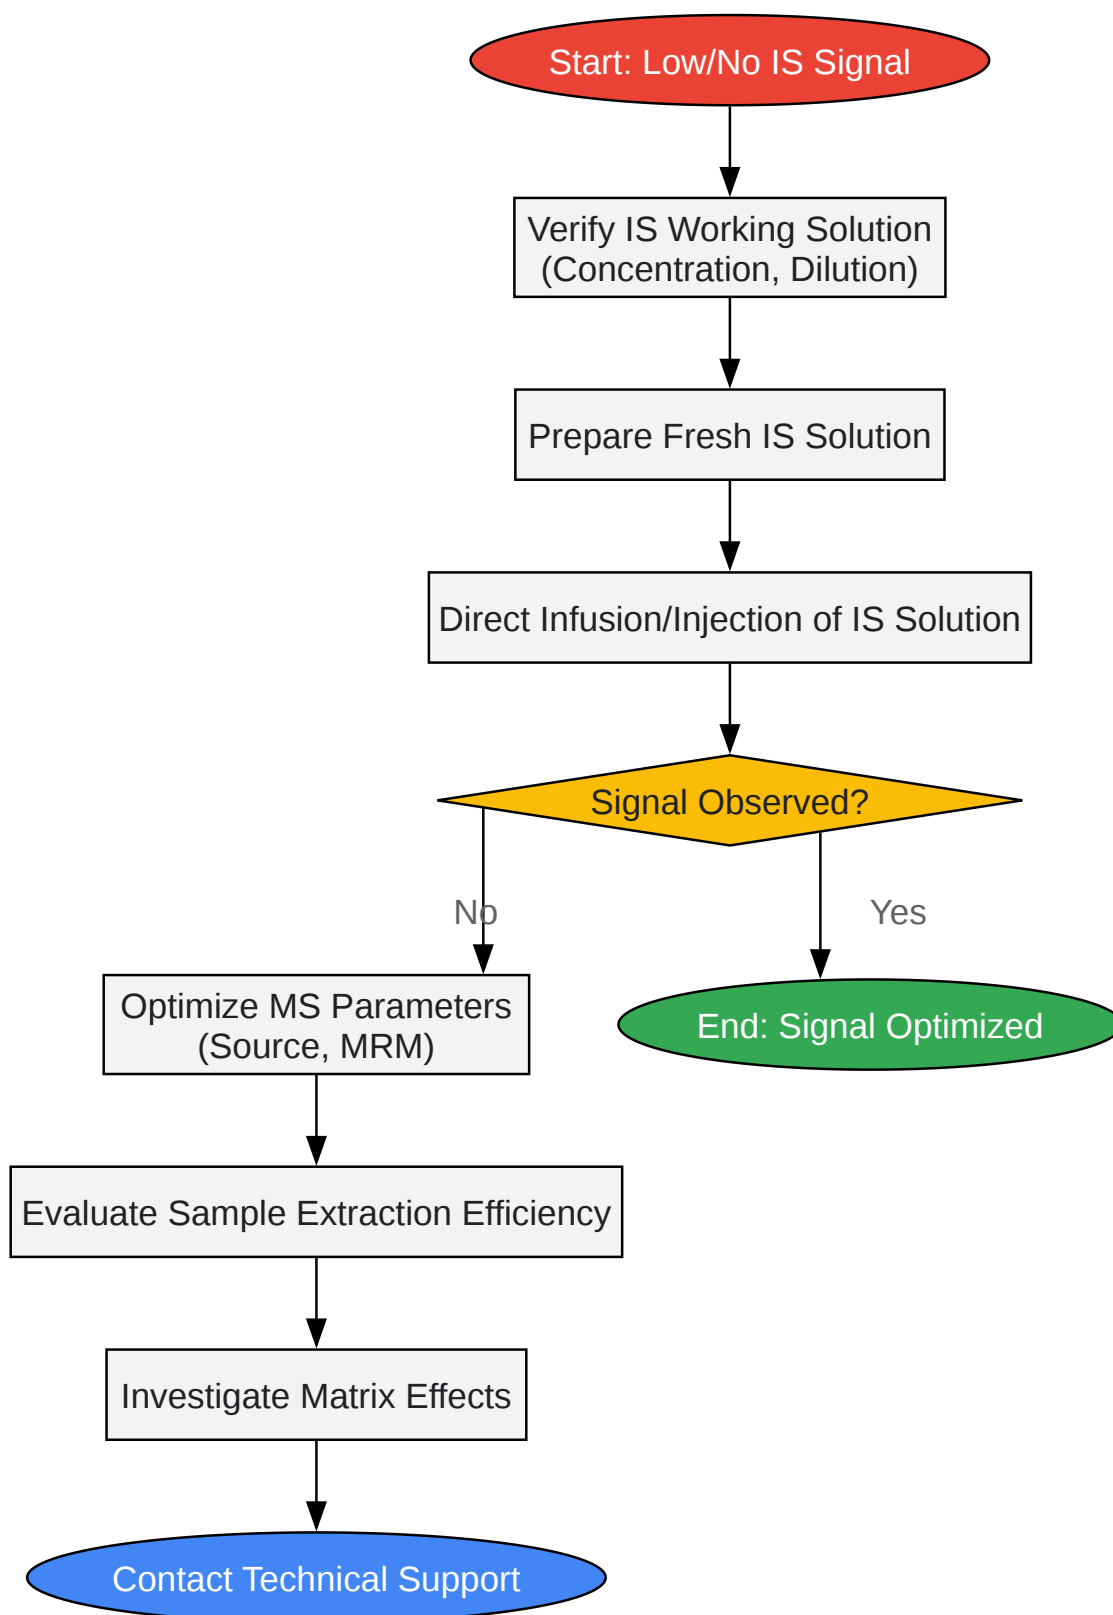 Start: Low/No IS Signal
Verify IS Working Solution
(Concentration, Dilution)
Prepare Fresh IS Solution
Direct Infusion/Injection of IS Solution
Signal Observed?
No
Yes
Optimize MS Parameters
(Source, MRM)
End: Signal Optimized
Evaluate Sample Extraction Efficiency
Investigate Matrix Effects
Contact Technical Support